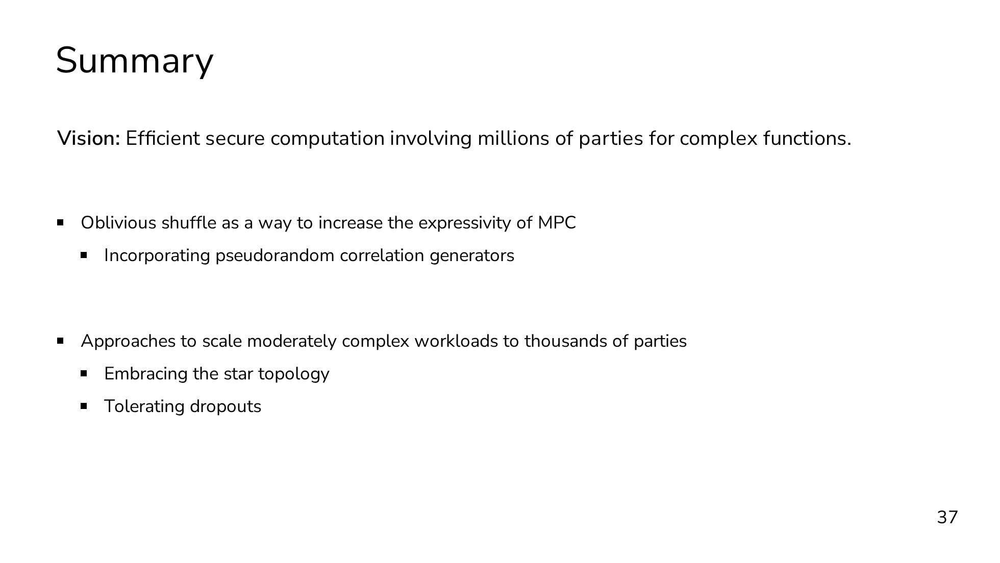 Summary
Vision: Efficient secure computation involving millions of parties for complex functions.
▪ Oblivious shuffle as a way to increase the expressivity of MPC
▪ Incorporating pseudorandom correlation generators
▪ Approaches to scale moderately complex workloads to thousands of parties
▪ Embracing the star topology
▪ Tolerating dropouts
37